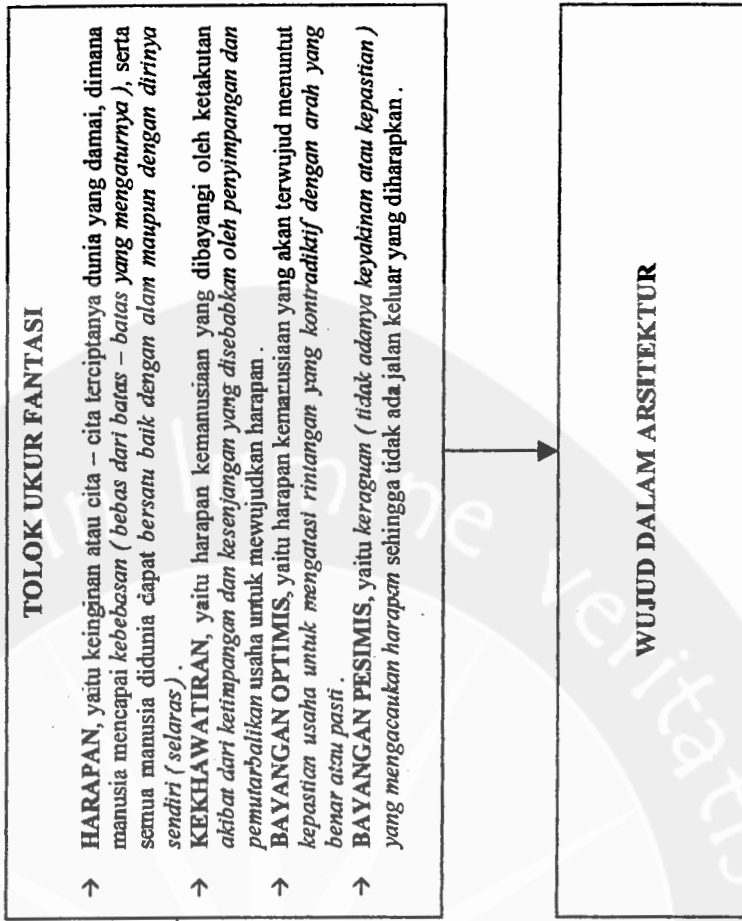 TOLOK UKUR FANTASI
→ HARAPAN, yaitu keinginan atau cita – cita terciptanya dunia yang damai, dimana
manusia mencapai kebebasan ( bebas dari batas – batas yang mengaturnya ), serta
semua manusia didunia dapat bersatu baik dengan alam maupun dengan dirinya
sendiri ( selaras ) .
→ KEKHAWATIRAN, yaitu harapan kemanusiaan yang dibayangi oleh ketakutan
akibat dari ketimpangan dan kesenjangan yang disebabkan oleh penyimpangan dan
pemutarbalikan usaha untuk mewujudkan harapan .
→ BAYANGAN OPTIMIS, yaitu harapan kemanusiaan yang akan terwujud menuntut
kepastian usaha untuk mengatasi rintangan yang kontradiktif dengan arah yang
benar atau pasti .
→ BAYANGAN PESIMIS, yaitu keraguan ( tidak adanya keyakinan atau kepastian )
yang mengacaukan harapan sehingga tidak ada jalan keluar yang diharapkan .
WUJUD DALAM ARSITEKTUR
in lumine veritatis